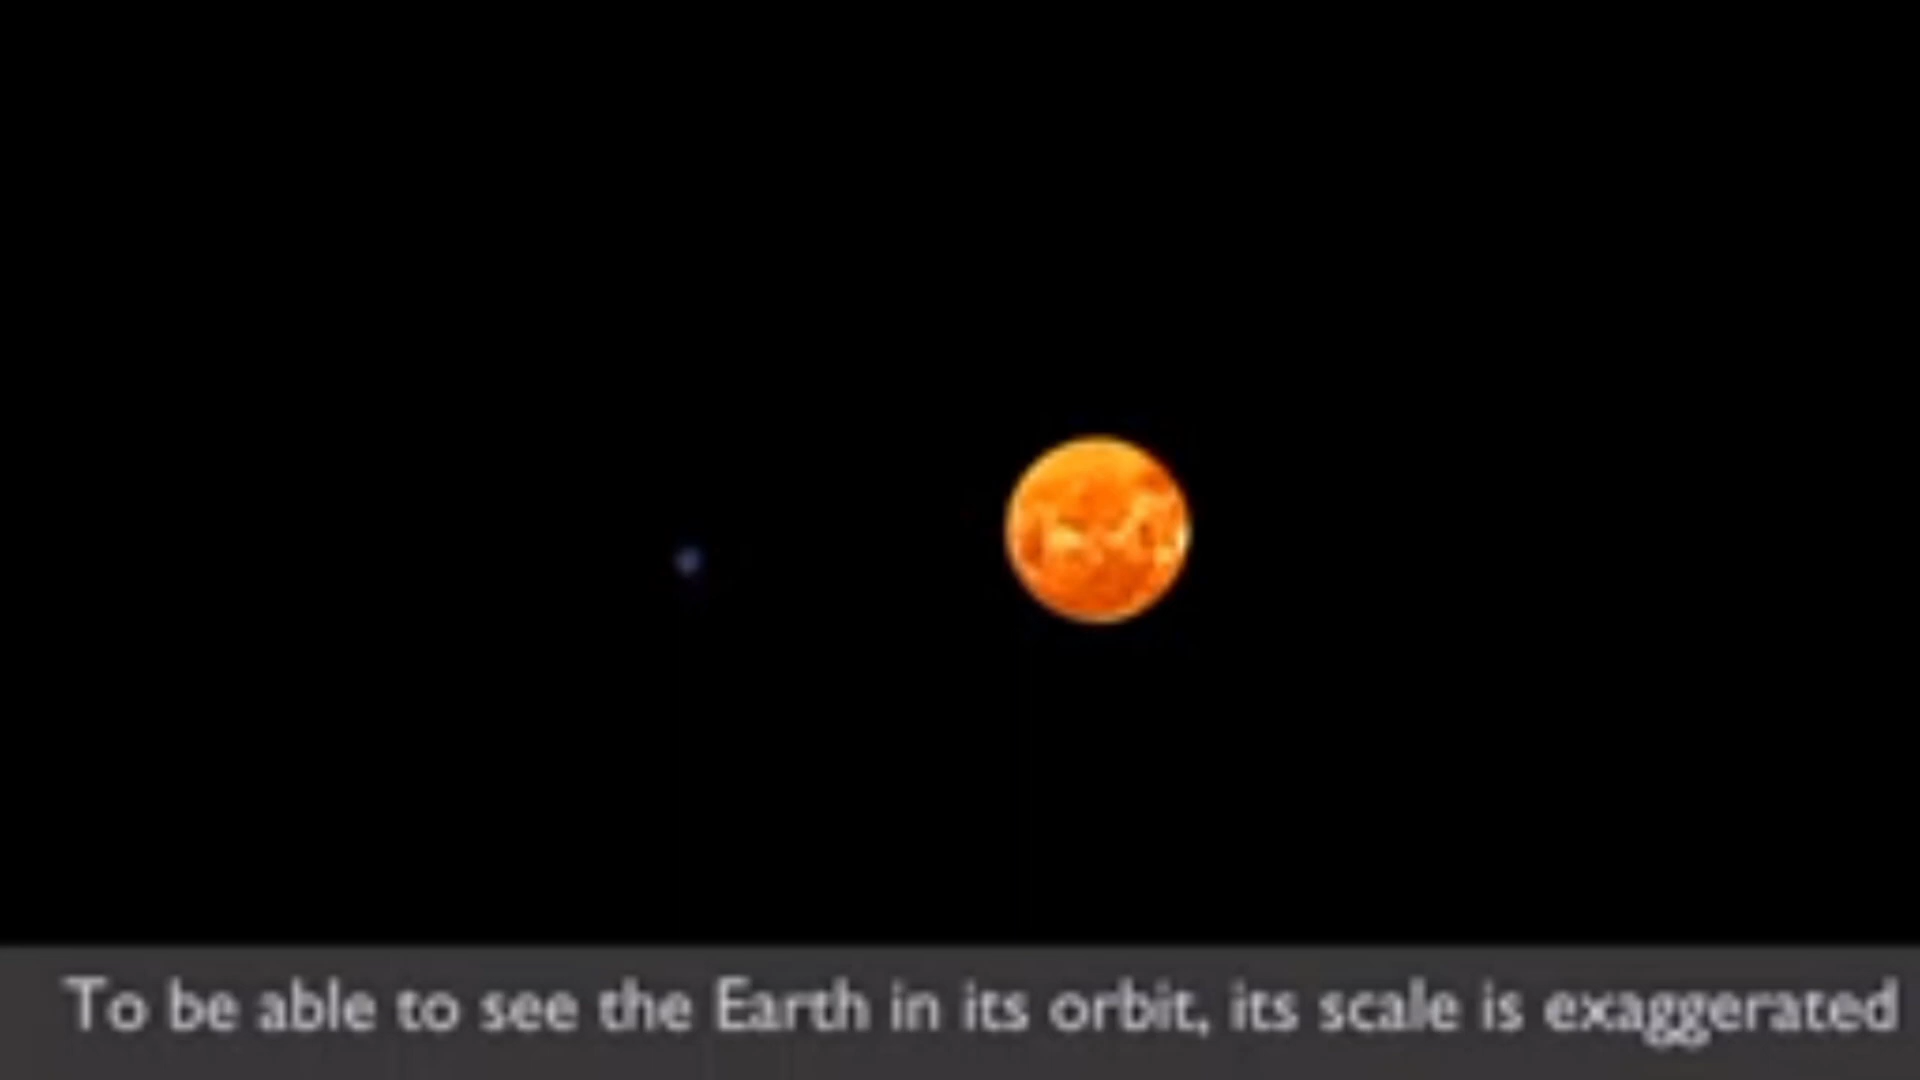 To be able to see the Earth in its orbit, its scale is exaggerated